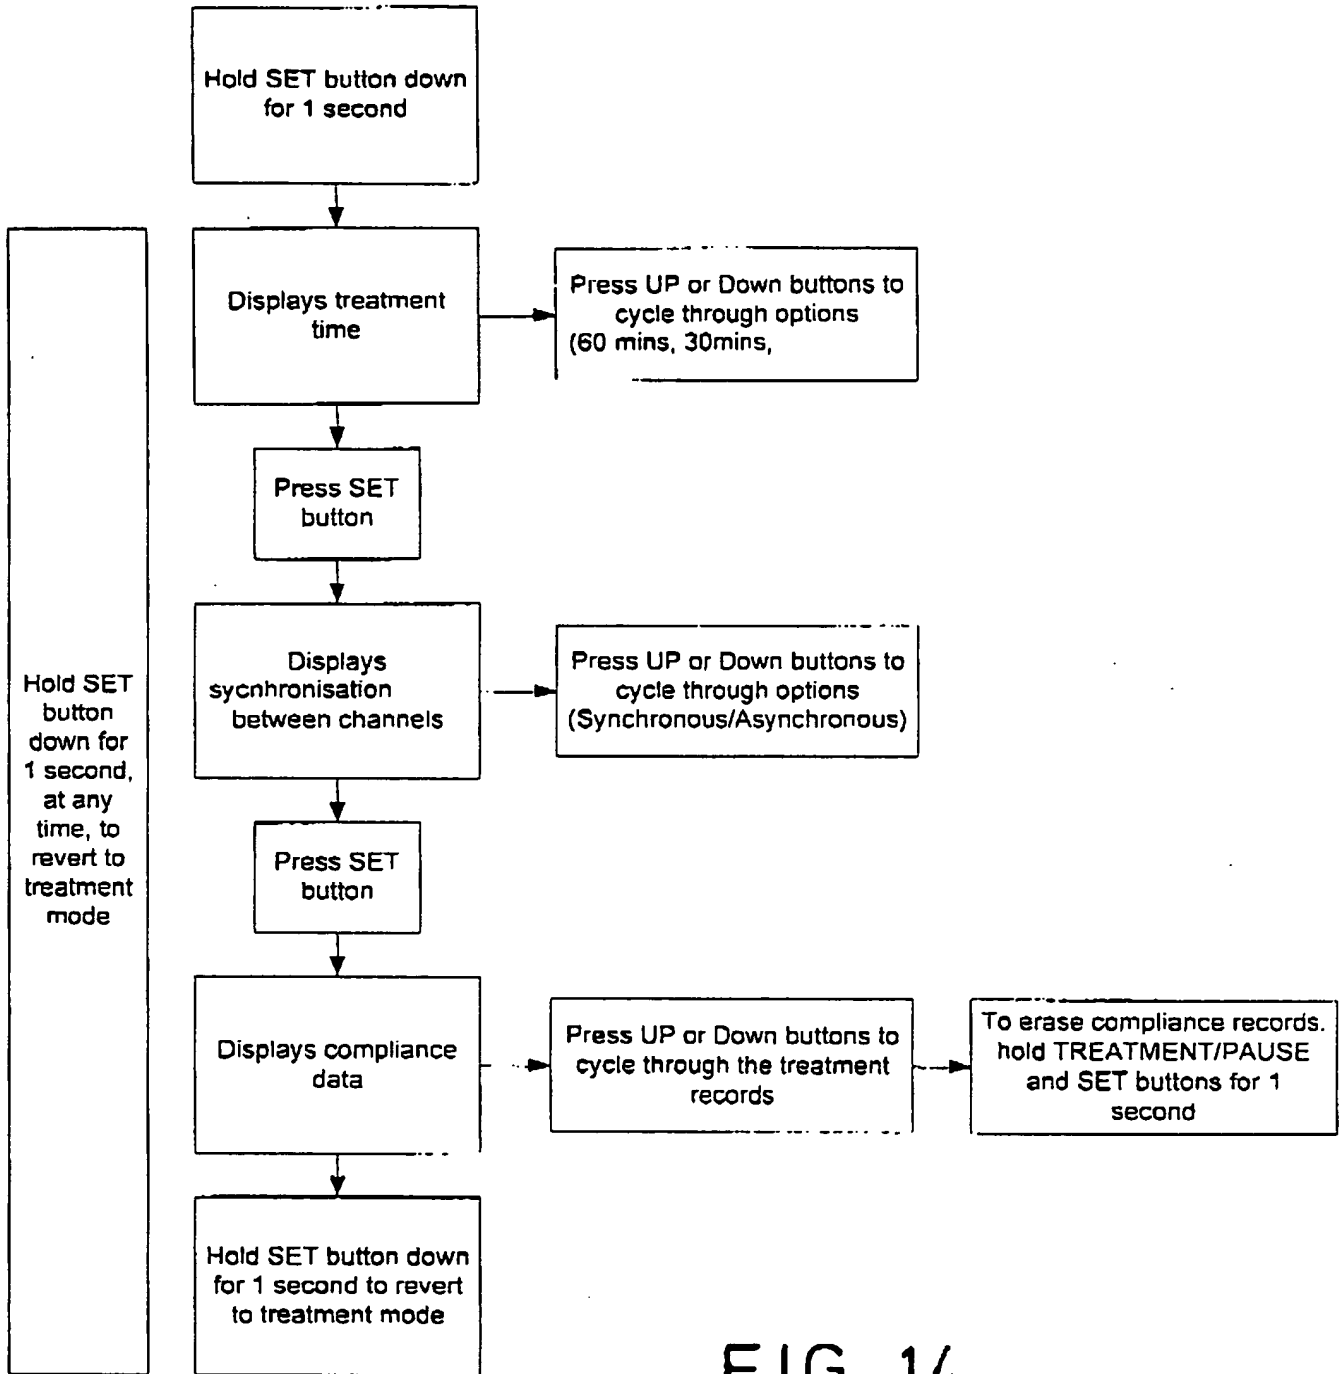 Hold SET button down
for 1 second
Displays treatment
time
Press UP or Down buttons to
cycle through options
(60 mins, 30mins,
Press SET
button
Displays
sycnhronisation
between channels
Press UP or Down buttons to
cycle through options
(Synchronous/Asynchronous)
Hold SET
button
down for
1 second,
at any
time, to
revert to
treatment
mode
Press SET
button
Displays compliance
data
Press UP or Down buttons to
cycle through the treatment
records
To erase compliance records.
hold TREATMENT/PAUSE
and SET buttons for 1
second
Hold SET button down
for 1 second to revert
to treatment mode
FIG. 14